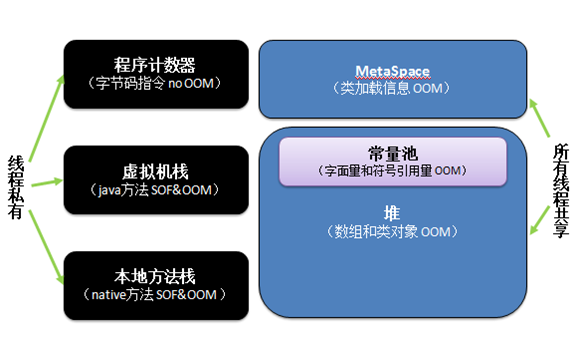 线程私有
程序计数器
（字节码指令 no OOM）
虚拟机栈
（java方法 SOF&OOM）
本地方法栈
（native方法 SOF&OOM ）
MetaSpace
（类加载信息 OOM）
常量池
（字面量和符号引用量 OOM）
堆
（数组和类对象 OOM）
所有线程共享